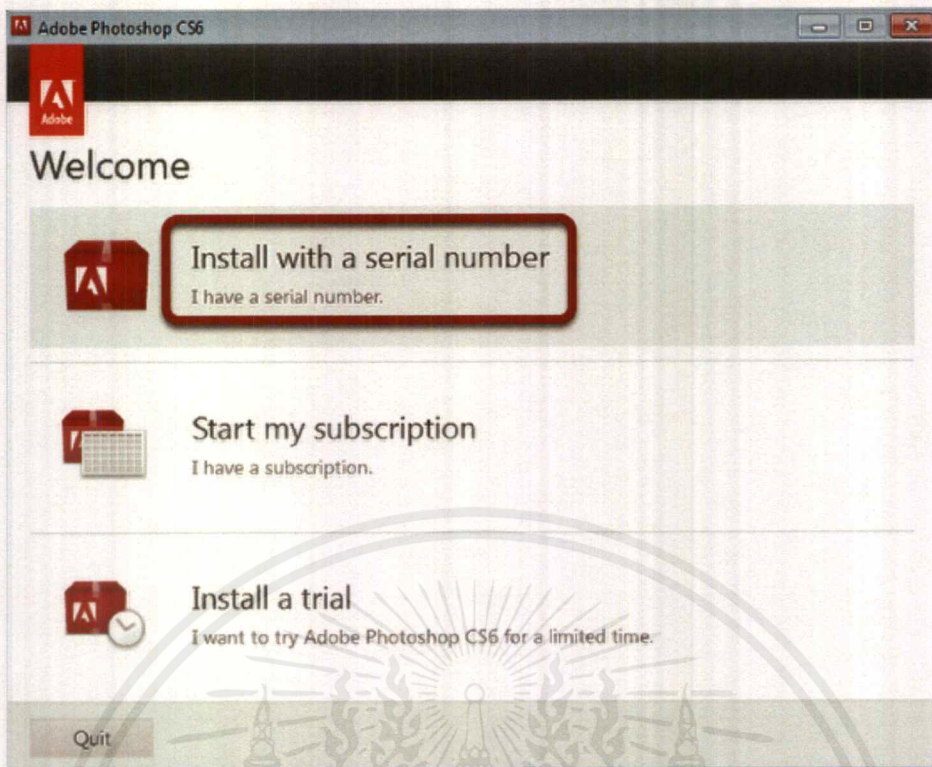 Adobe Photoshop CS6
Adobe
Welcome
Install with a serial number
I have a serial number.
Start my subscription
I have a subscription.
Install a trial
I want to try Adobe Photoshop CS6 for a limited time.
Quit